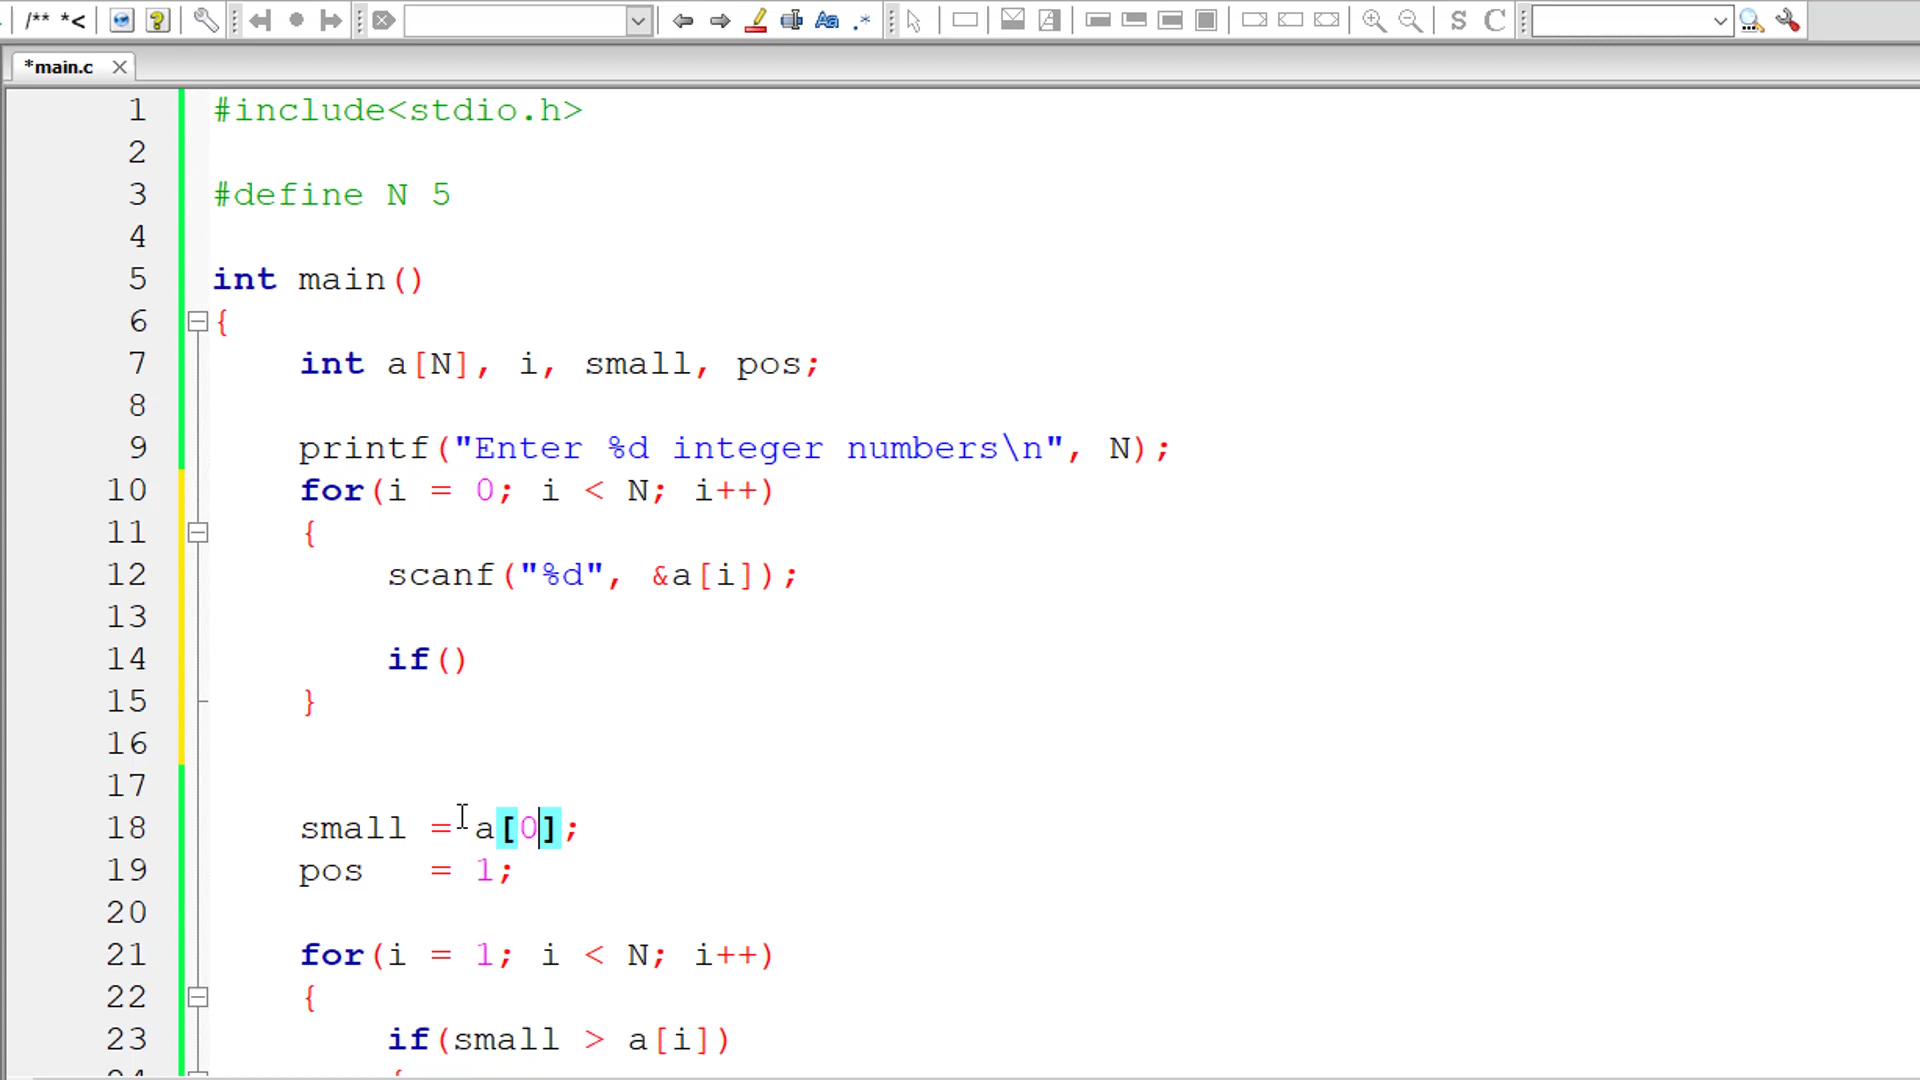 /** *<
Aa .*
S C
*main.c
1 #include<stdio.h>
2
3 #define N 5
4
5 int main()
6 {
7 int a[N], i, small, pos;
8
9 printf("Enter %d integer numbers\n", N);
10 for(i = 0; i < N; i++)
11 {
12 scanf("%d", &a[i]);
13
14 if()
15 }
16
17
18 small = a[0];
19 pos = 1;
20
21 for(i = 1; i < N; i++)
22 {
23 if(small > a[i])
24 {